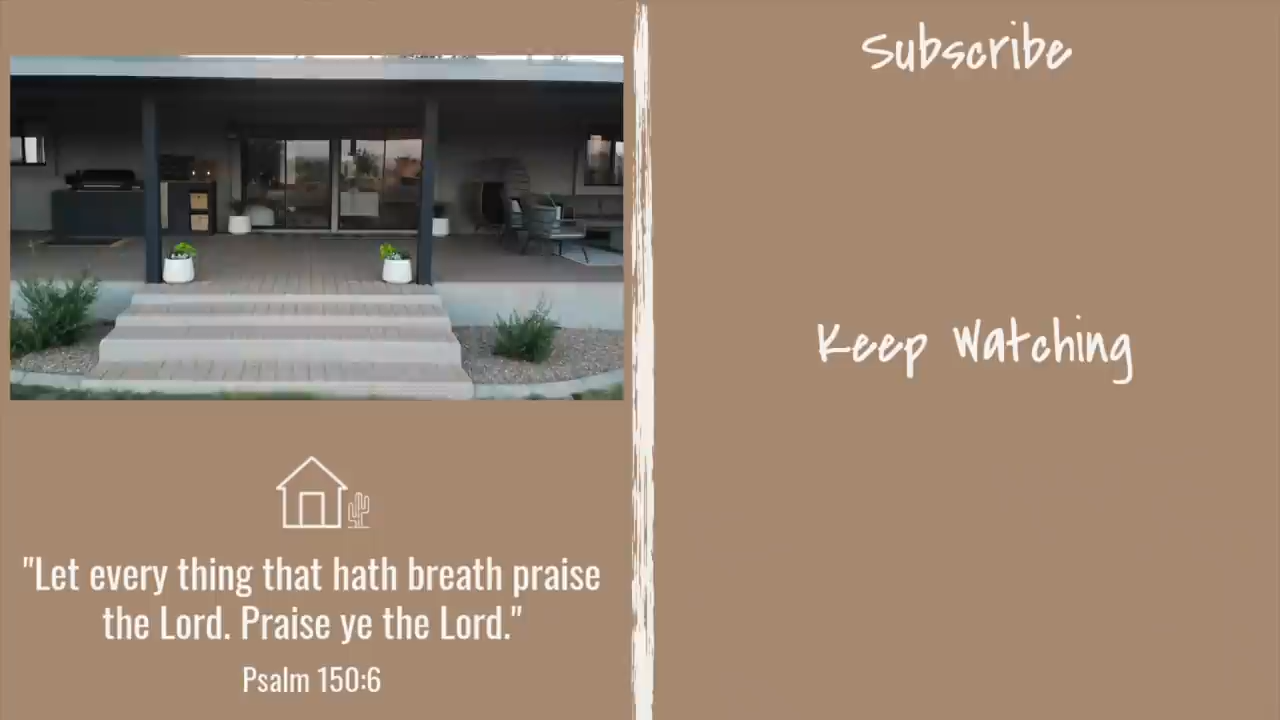 "Let every thing that hath breath praise
the Lord. Praise ye the Lord."
Psalm 150:6
Subscribe
Keep Watching